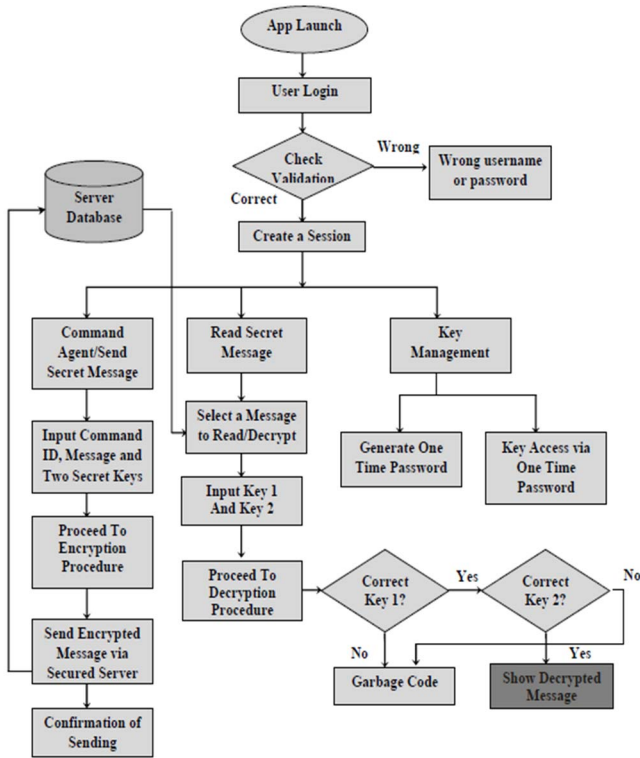 App Launch
User Login
Check
Validation
Wrong
Wrong username
or password
Correct
Server
Database
Create a Session
Command
Agent/Send
Secret Message
Read Secret
Message
Key
Management
Input Command
ID, Message and
Two Secret Keys
Select a Message
to Read/Decrypt
Generate One
Time Password
Key Access via
One Time
Password
Input Key 1
And Key 2
Proceed To
Encryption
Procedure
Proceed To
Decryption
Procedure
Correct
Key 1?
Yes
Correct
Key 2?
No
Send Encrypted
Message via
Secured Server
No
Garbage Code
Yes
Show Decrypted
Message
Confirmation of
Sending